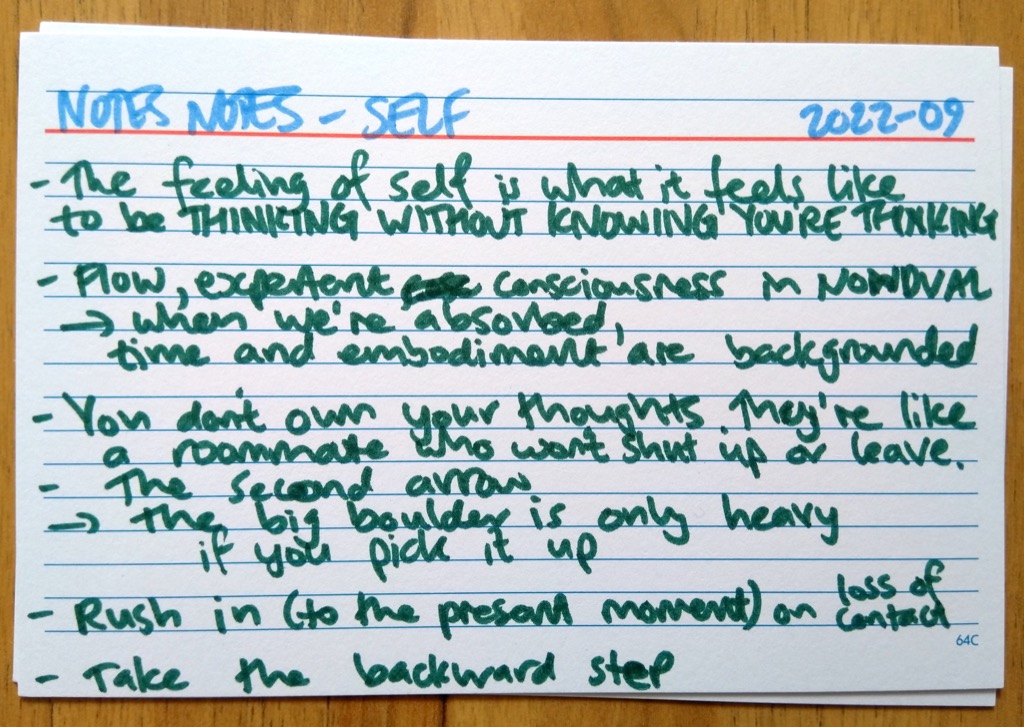 NOTES NOTES - SELF 2022-09
- The feeling of self is what it feels like
to be THINKING WITHOUT KNOWING YOU'RE THINKING
- Flow, expertent consciousness in NONDUAL
→ when we're absorbed,
time and embodiment are backgrounded
- You don't own your thoughts. They're like
a roommate who won't shut up or leave.
- The second arrow
→ the big boulder is only heavy
if you pick it up
- Rush in (to the present moment) on loss of
contact
- Take the backward step
64C